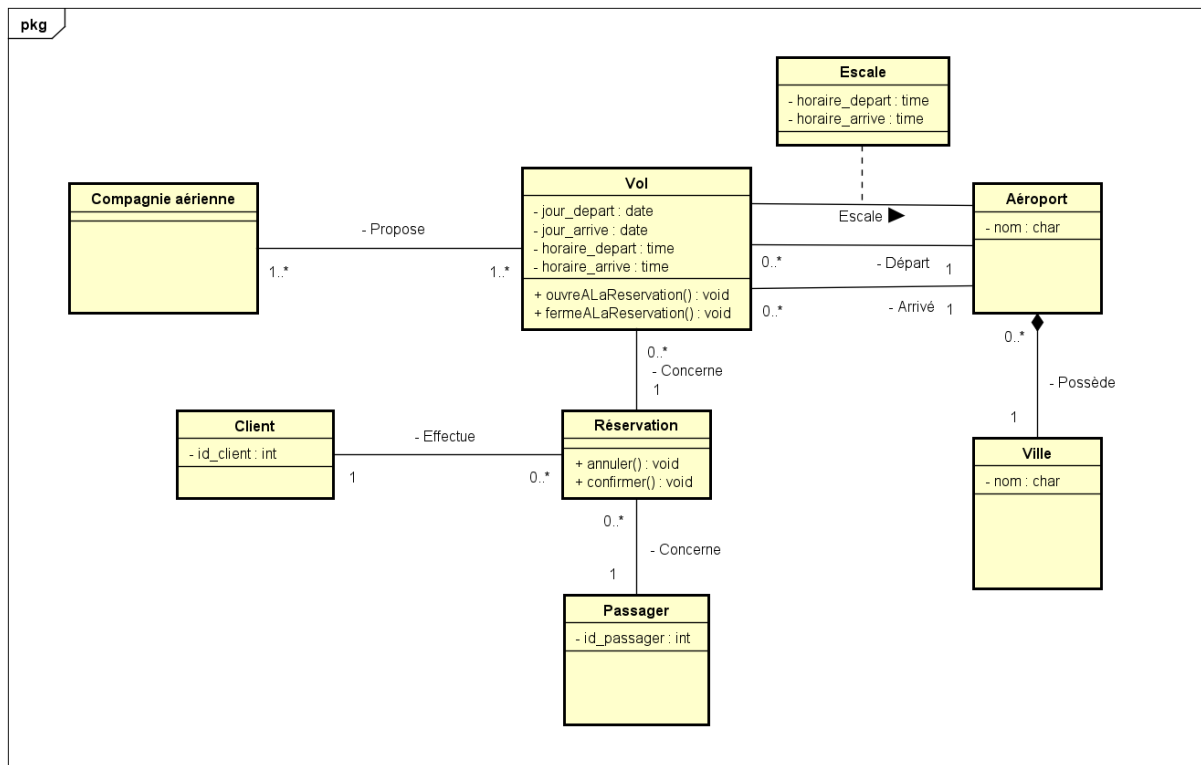 pkg
Escale
- horaire_depart : time
- horaire_arrive : time
Compagnie aérienne
- Propose
1..*
1..*
Vol
- jour_depart : date
- jour_arrive : date
- horaire_depart : time
- horaire_arrive : time
+ ouvreALaReservation() : void
+ fermeALaReservation() : void
Escale ▶
0..*
- Départ
1
0..*
- Arrivé
1
Aéroport
- nom : char
0..*
- Possède
1
Ville
- nom : char
0..*
- Concerne
1
Client
- id_client : int
- Effectue
1
0..*
Réservation
+ annuler() : void
+ confirmer() : void
0..*
- Concerne
1
Passager
- id_passager : int